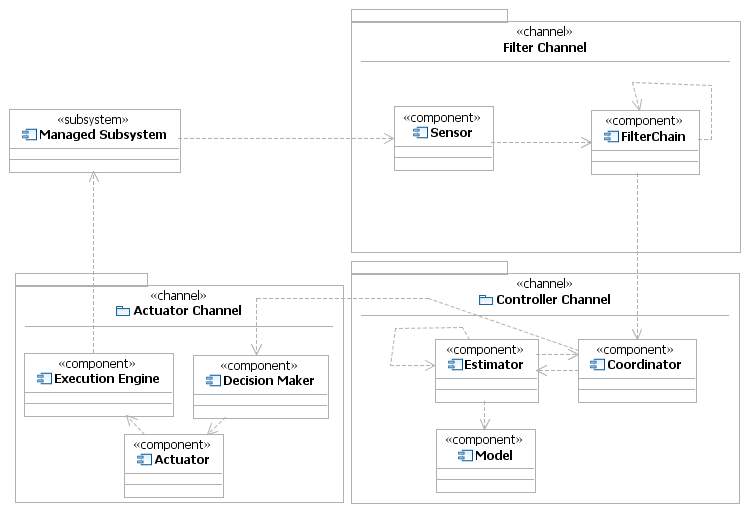 «channel»
Filter Channel
«subsystem»
Managed Subsystem
«component»
Sensor
«component»
FilterChain
«channel»
Actuator Channel
«component»
Execution Engine
«component»
Decision Maker
«component»
Actuator
«channel»
Controller Channel
«component»
Estimator
«component»
Coordinator
«component»
Model